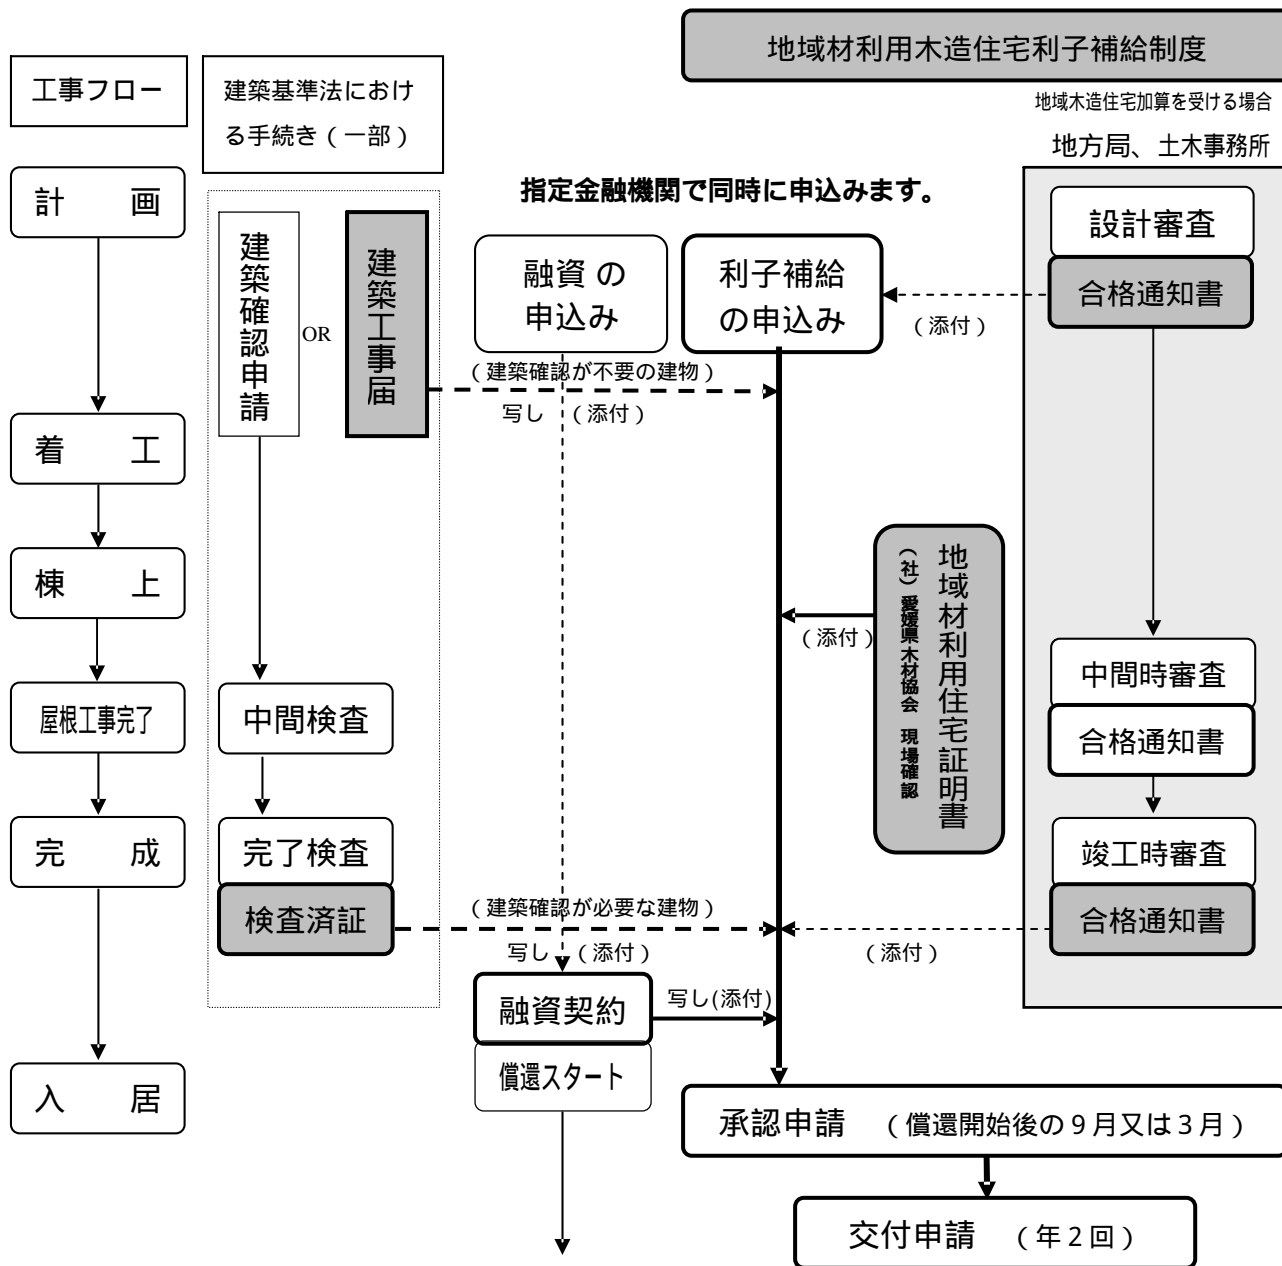 地域材利用木造住宅利子補給制度
工事フロー
建築基準法におけ
る手続き（一部）
地域木造住宅加算を受ける場合
地方局、土木事務所
指定金融機関で同時に申込みます。
計　画
着　工
棟　上
屋根工事完了
完　成
入　居
建築確認申請
OR
建築工事届
中間検査
完了検査
検査済証
融資 の
申込み
利子補給
の申込み
（添付）
設計審査
合格通知書
（建築確認が不要の建物）
写し （添付）
地域材利用住宅証明書
（社）愛媛県木材協会　現場確認
（添付）
中間時審査
合格通知書
竣工時審査
合格通知書
（建築確認が必要な建物）
写し （添付）
（添付）
融資契約
写し(添付)
償還スタート
承認申請　（償還開始後の９月又は３月）
交付申請　（年２回）